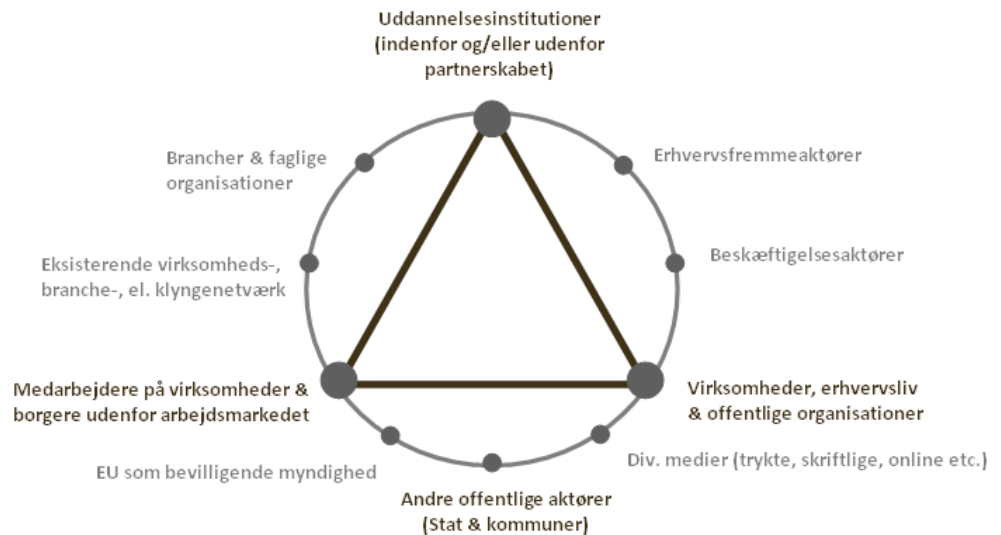 Uddannelsesinstitutioner
(indenfor og/eller udenfor
partnerskabet)
Brancher & faglige
organisationer
Erhvervsfremmeaktører
Eksisterende virksomheds-,
branche-, el. klyngenetværk
Beskæftigelsesaktører
Medarbejdere på virksomheder &
borgere udenfor arbejdsmarkedet
Virksomheder, erhvervsliv
& offentlige organisationer
EU som bevilligende myndighed
Div. medier (trykte, skriftlige, online etc.)
Andre offentlige aktører
(Stat & kommuner)